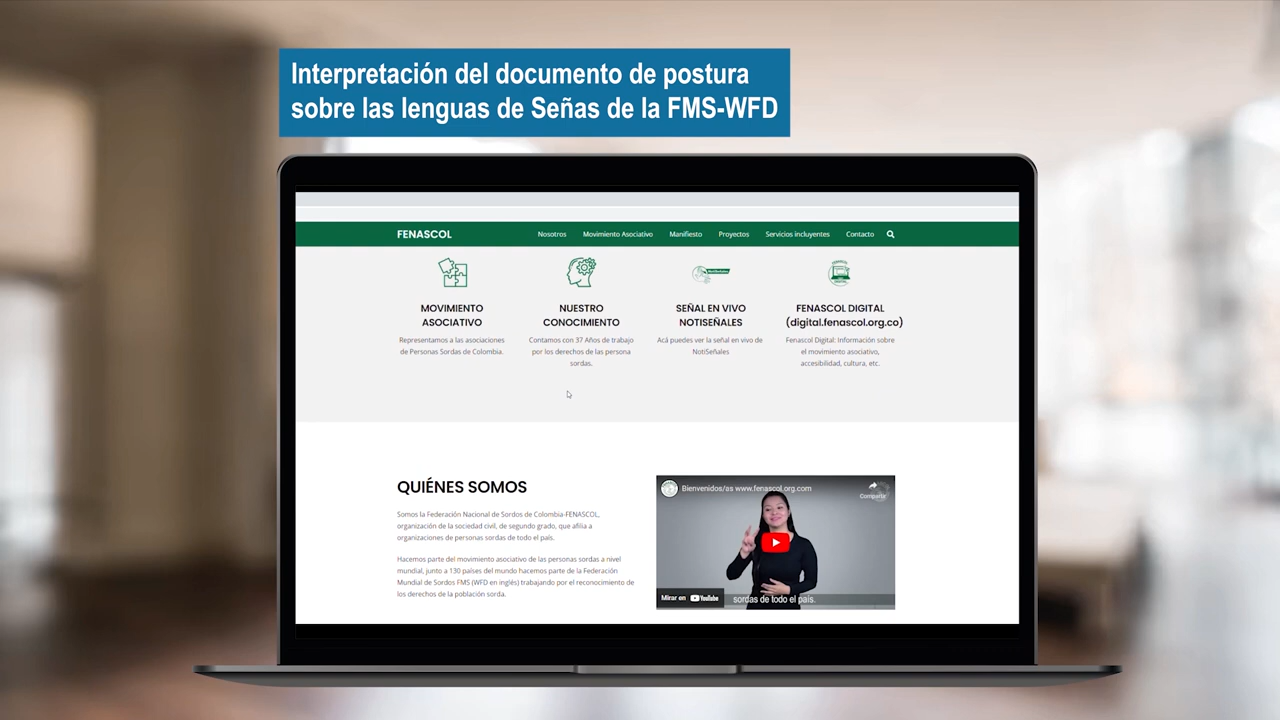 Interpretación del documento de postura
sobre las lenguas de Señas de la FMS-WFD
FENASCOL
Nosotros
Movimiento Asociativo
Manifiesto
Proyectos
Servicios incluyentes
Contacto
MOVIMIENTO
ASOCIATIVO
Representamos a las asociaciones
de Personas Sordas de Colombia.
NUESTRO
CONOCIMIENTO
Contamos con 37 Años de trabajo
por los derechos de las persona
sordas.
SEÑAL EN VIVO
NOTISEÑALES
Acá puedes ver la señal en vivo de
NotiSeñales
FENASCOL DIGITAL
(digital.fenascol.org.co)
Fenascol Digital: Información sobre
el movimiento asociativo,
accesibilidad, cultura, etc.
QUIÉNES SOMOS
Somos la Federación Nacional de Sordos de Colombia-FENASCOL,
organización de la sociedad civil, de segundo grado, que afilia a
organizaciones de personas sordas de todo el país.
Hacemos parte del movimiento asociativo de las personas sordas a nivel
mundial, junto a 130 países del mundo hacemos parte de la Federación
Mundial de Sordos FMS (WFD en inglés) trabajando por el reconocimiento de
los derechos de la población sorda.
Bienvenidos/as www.fenascol.org.com
Compartir
Mirar en YouTube
sordas de todo el país.